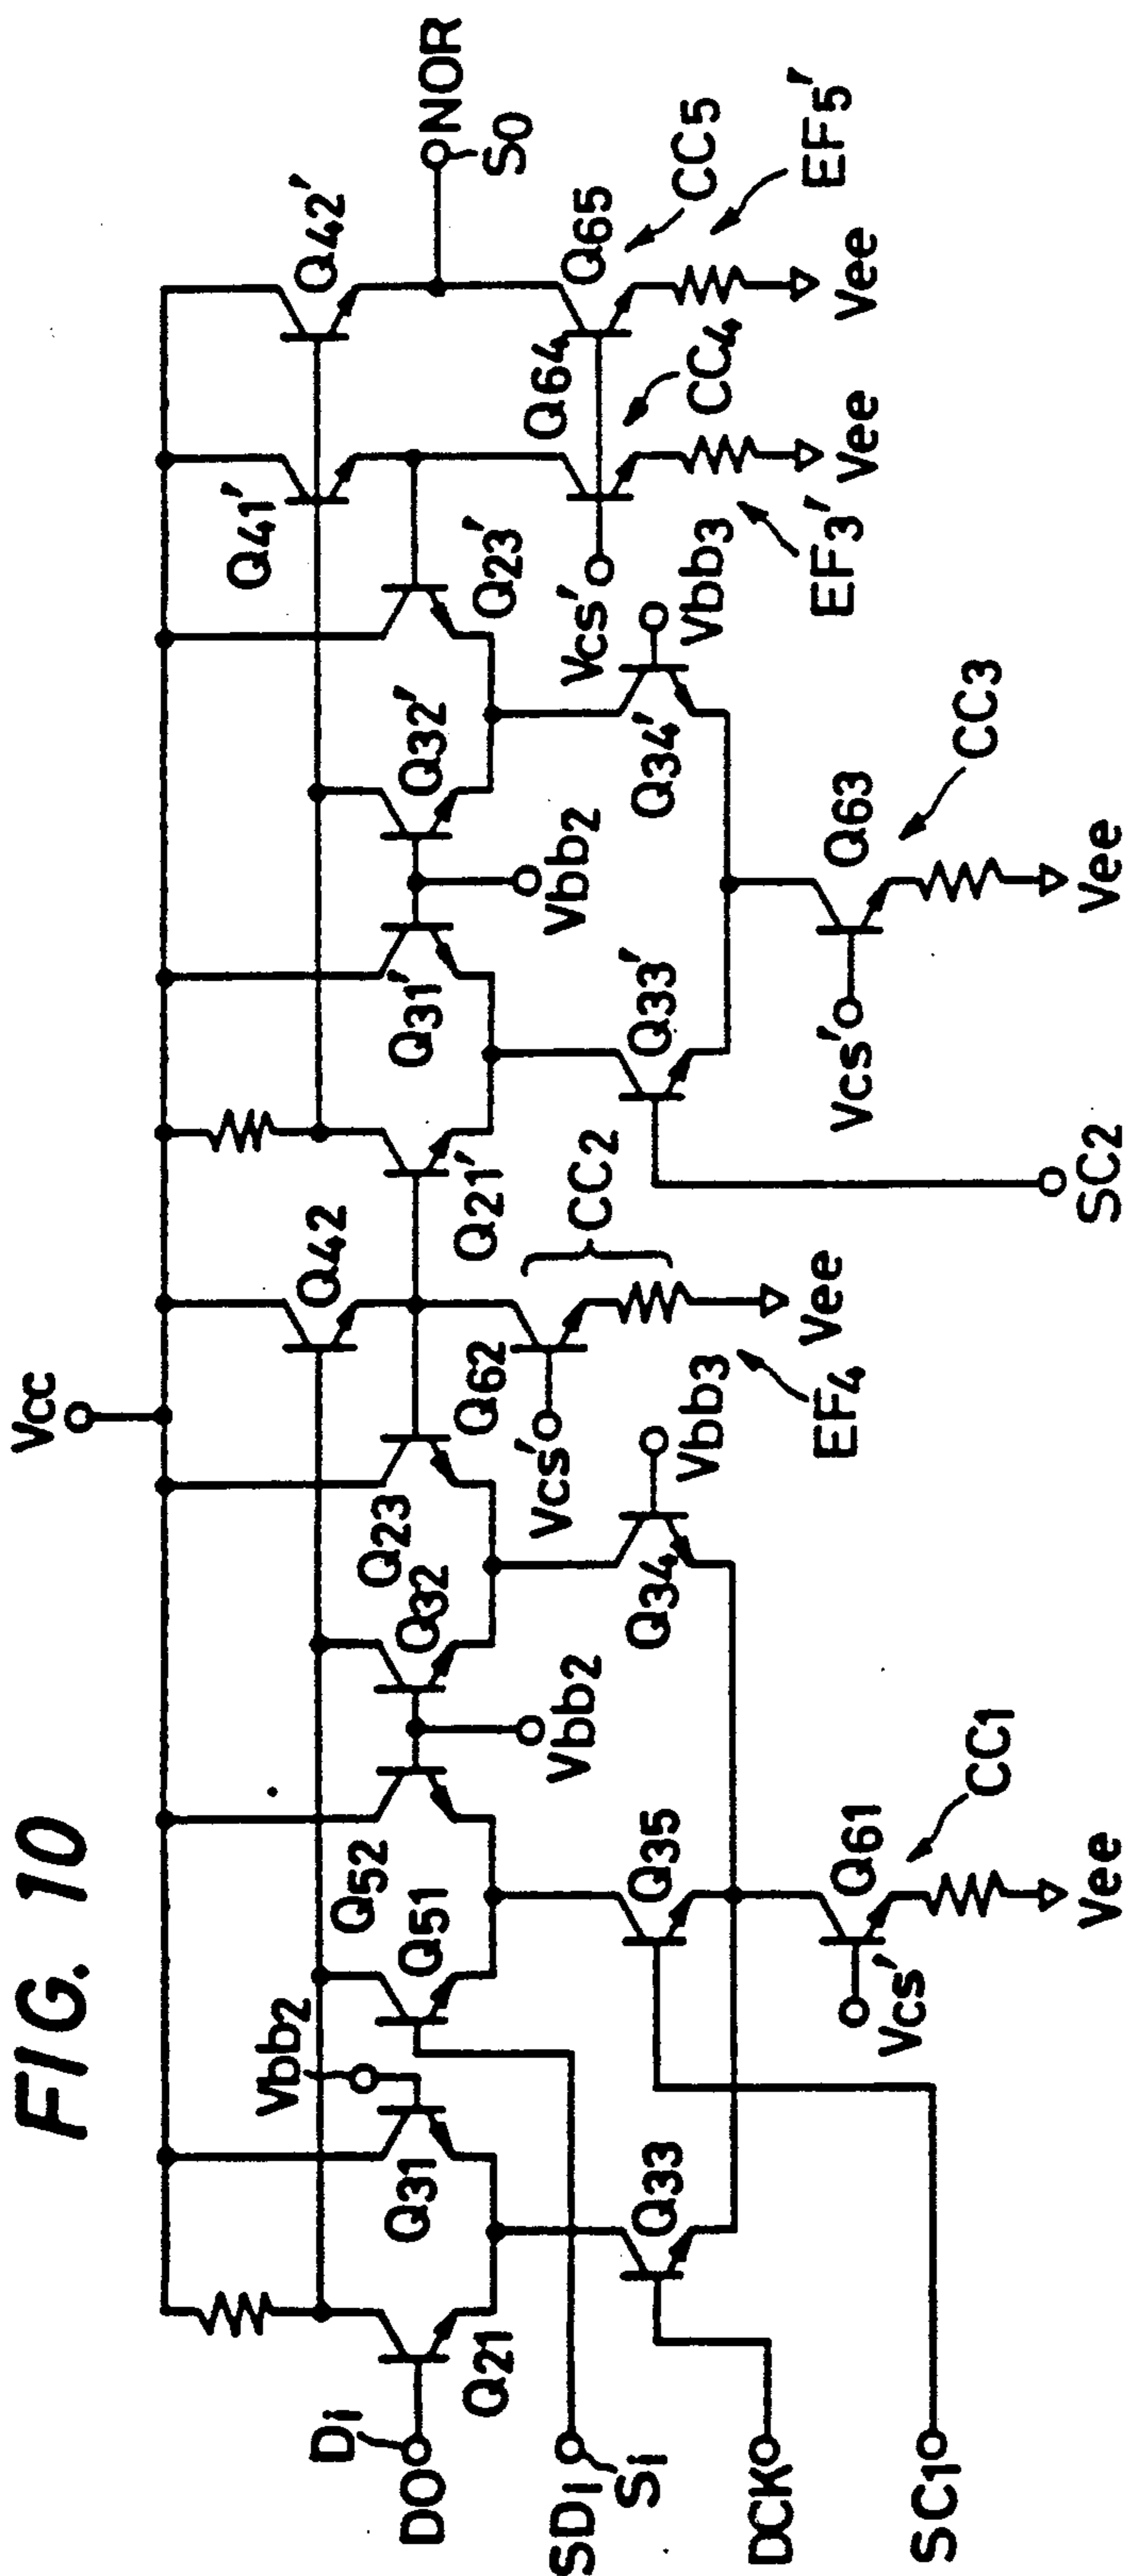 FIG. 10
Vcc
Di
DO
Q21
Q31
Vbb2
Q51
Q52
Vbb2
Q32
Q23
Q42
Q62
Vcs'
CC2
Vee
EF4
Q21'
Q31'
Vbb2
Q32'
Q23'
Q41'
Q42'
NOR
SO
Q64
Q65
CC5
CC4
Vcs'
EF5'
EF3'
Vee
Vee
SDi
Si
DCK
SC1
Q33
Q35
Q34
Vbb3
Q61
CC1
Vcs'
Vee
Q33'
Q34'
Vbb3
Q63
CC3
Vcs'
Vee
SC2